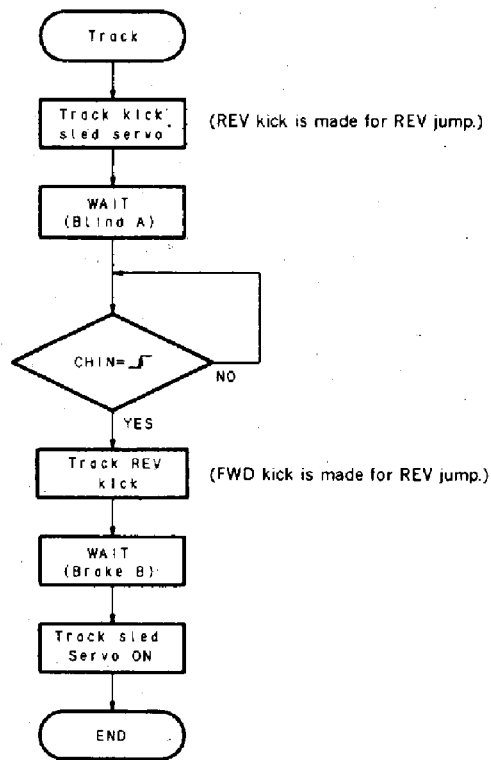 Track
Track kick
sled servo
(REV kick is made for REV jump.)
WAIT
(Blind A)
CHIN=
NO
YES
Track REV
kick
(FWD kick is made for REV jump.)
WAIT
(Brake B)
Track sled
Servo ON
END